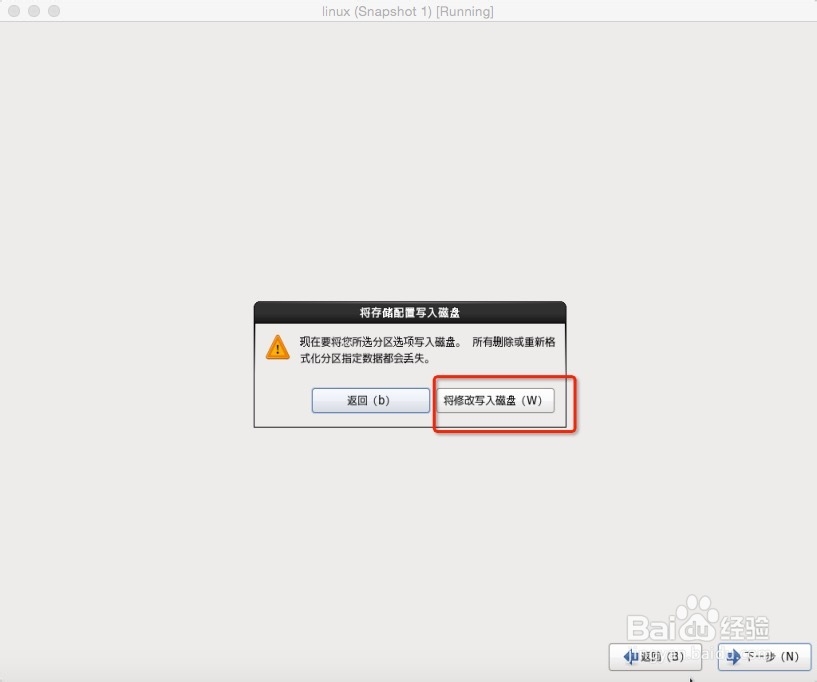 linux (Snapshot 1) [Running]
将存储配置写入磁盘
现在要将您所选分区选项写入磁盘。 所有删除或重新格
式化分区指定数据都会丢失。
返回 (b)
将修改写入磁盘 (W)
Baidu 经验
返回 (B)
下一步 (N)